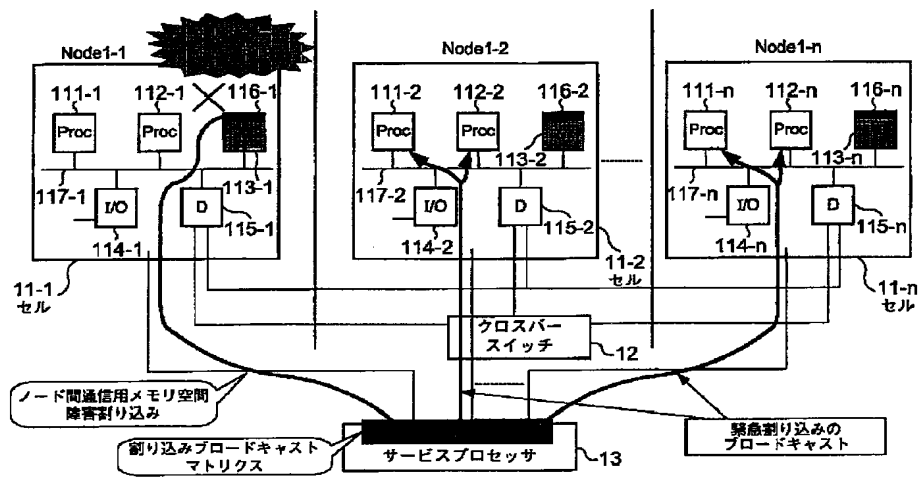 Node1-1
Node1-2
Node1-n
111-1
112-1
116-1
Proc
Proc
113-1
117-1
I/O
D
114-1
115-1
11-1
セル
111-2
112-2
116-2
Proc
Proc
113-2
117-2
I/O
D
114-2
115-2
11-2
セル
111-n
112-n
116-n
Proc
Proc
113-n
117-n
I/O
D
114-n
115-n
11-n
セル
クロスバー
スイッチ
12
ノード間通信用メモリ空間
障害割り込み
割り込みブロードキャスト
マトリクス
サービスプロセッサ
13
緊急割り込みの
ブロードキャスト